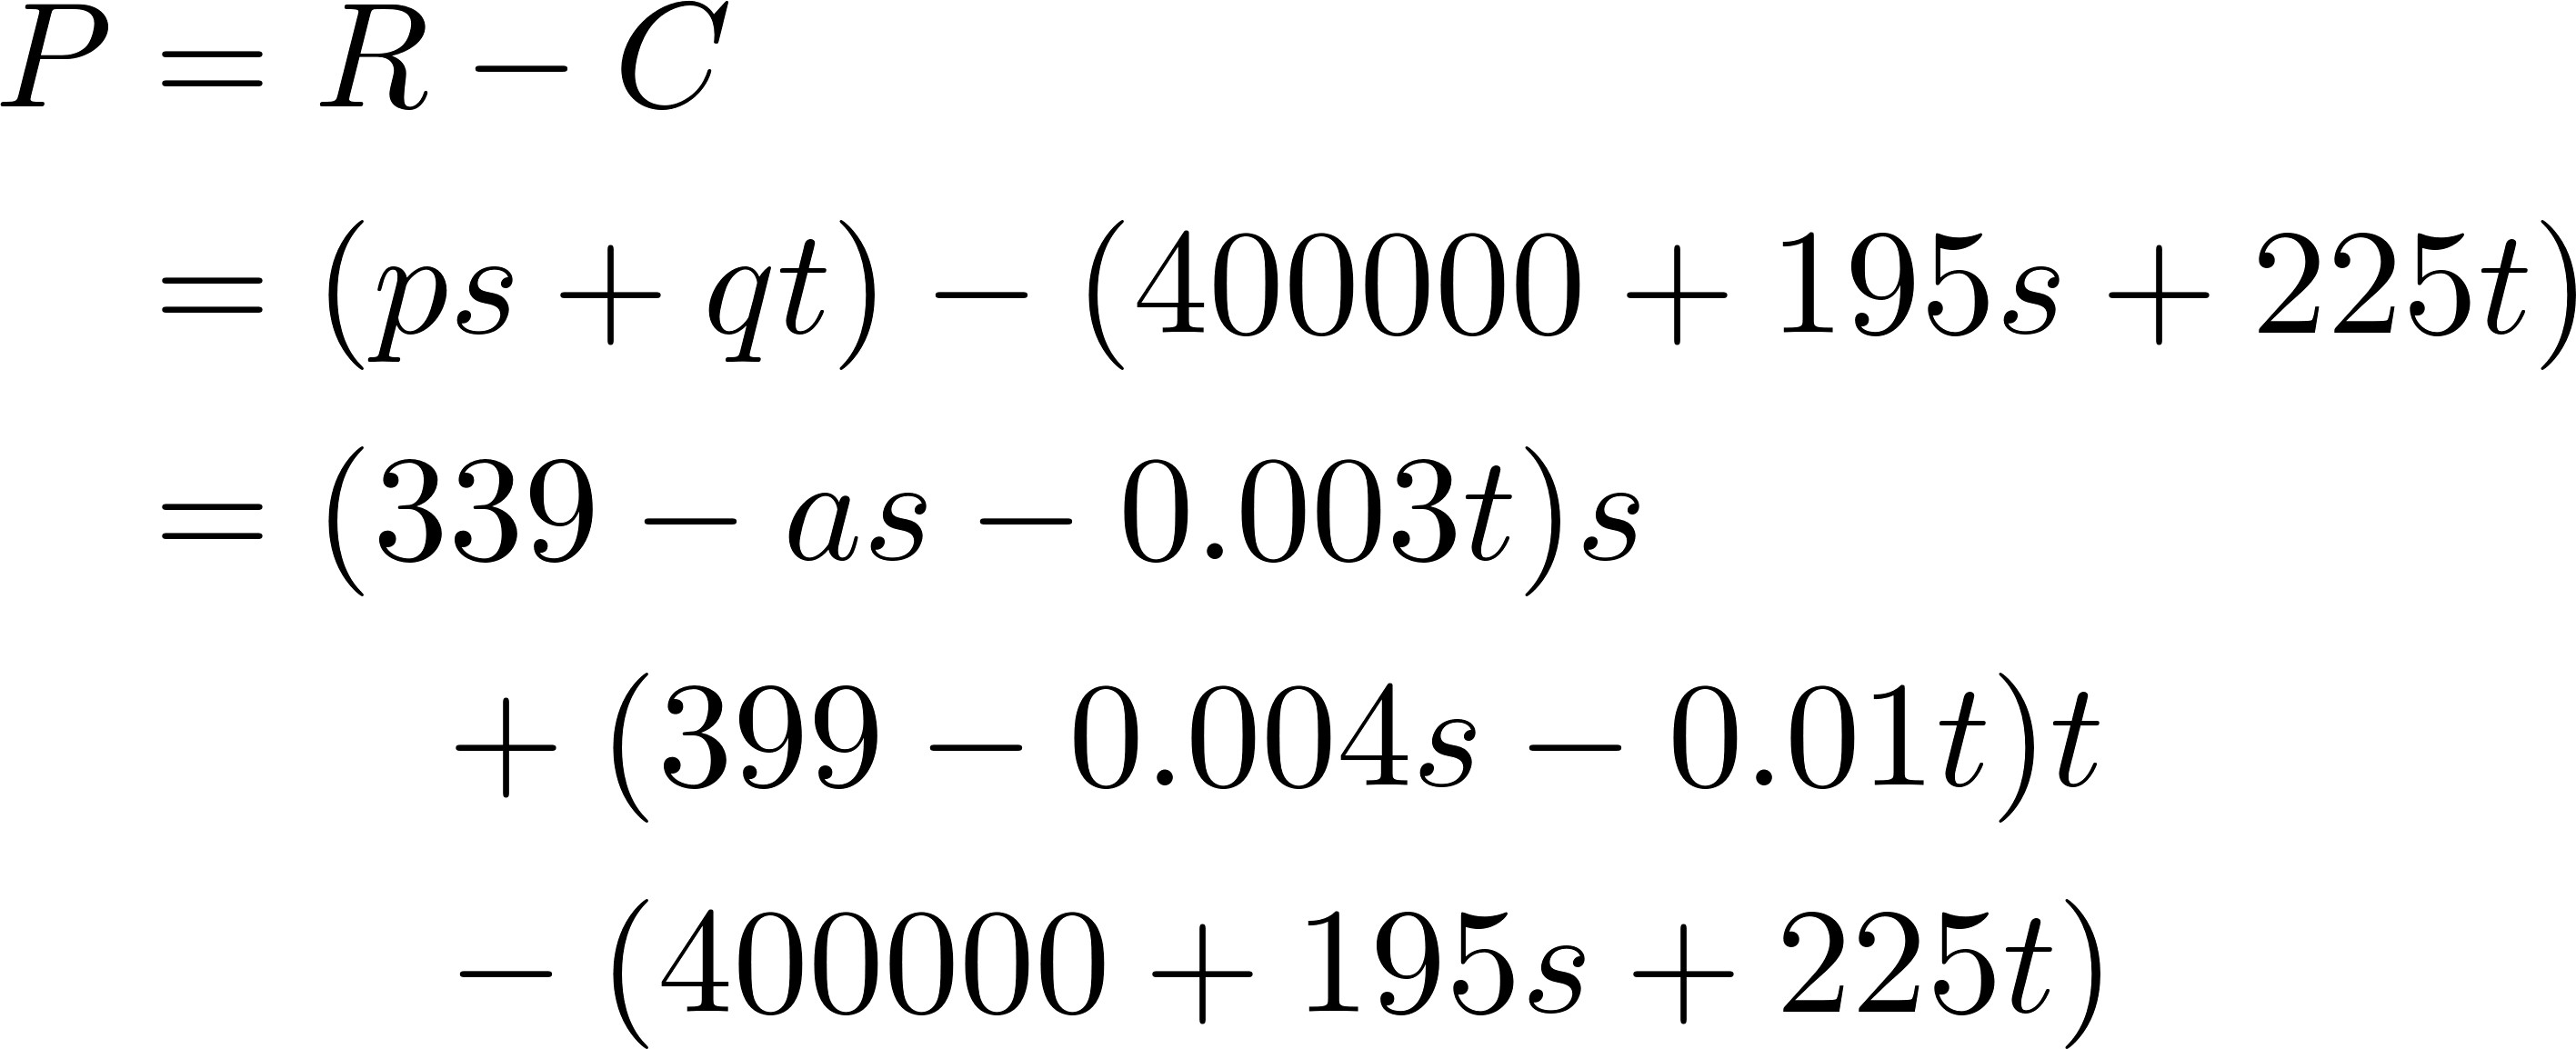 P = R − C
= (ps + qt) − (400000 + 195s + 225t)
= (339 − as − 0.003t)s
+ (399 − 0.004s − 0.01t)t
− (400000 + 195s + 225t)